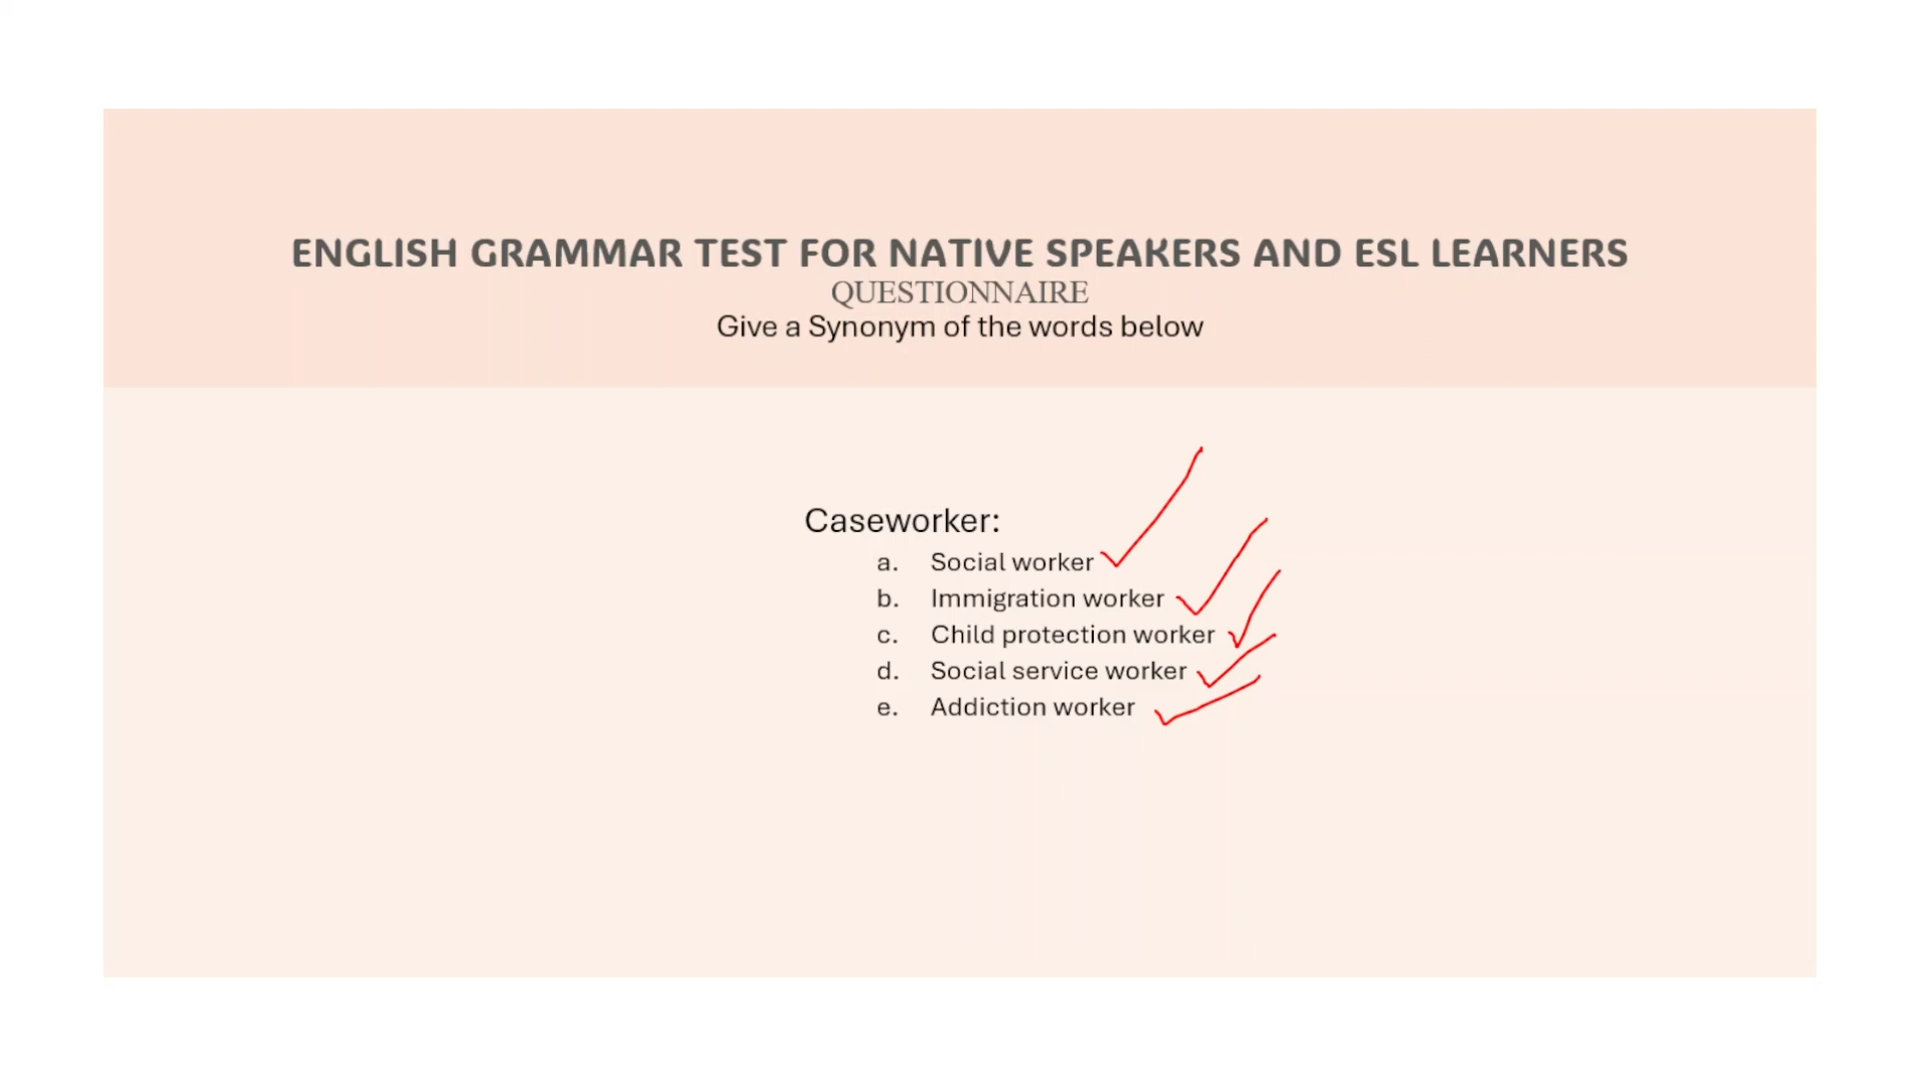 ENGLISH GRAMMAR TEST FOR NATIVE SPEAKERS AND ESL LEARNERS
QUESTIONNAIRE
Give a Synonym of the words below
Caseworker:
a. Social worker
b. Immigration worker
c. Child protection worker
d. Social service worker
e. Addiction worker